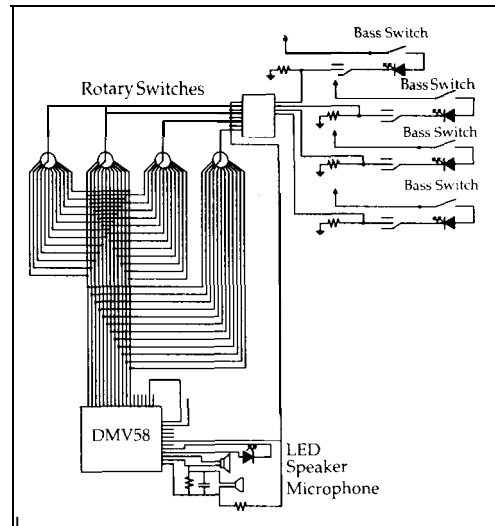 Bass Switch
Rotary Switches
Bass Switch
Bass Switch
Bass Switch
DMV58
LED
Speaker
Microphone